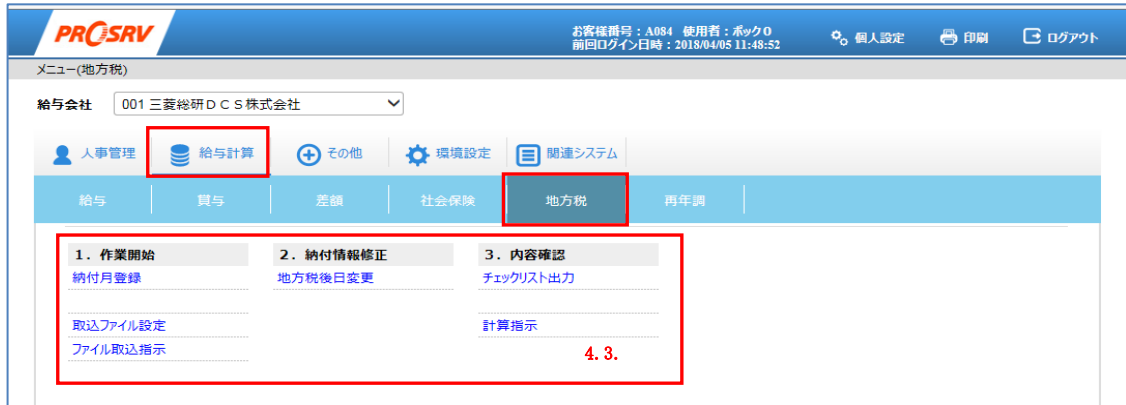 PROSRV
お客様番号：A084 使用者：ボック０
前回ログイン日時：2018/04/05 11:48:52
個人設定
印刷
ログアウト
メニュー(地方税)
給与会社 001 三菱総研ＤＣＳ株式会社
人事管理 給与計算 その他 環境設定 関連システム
給与 賞与 差額 社会保険 地方税 再年調
1．作業開始 2．納付情報修正 3．内容確認
納付月登録 地方税後日変更 チェックリスト出力
取込ファイル設定 計算指示
ファイル取込指示
4.3.